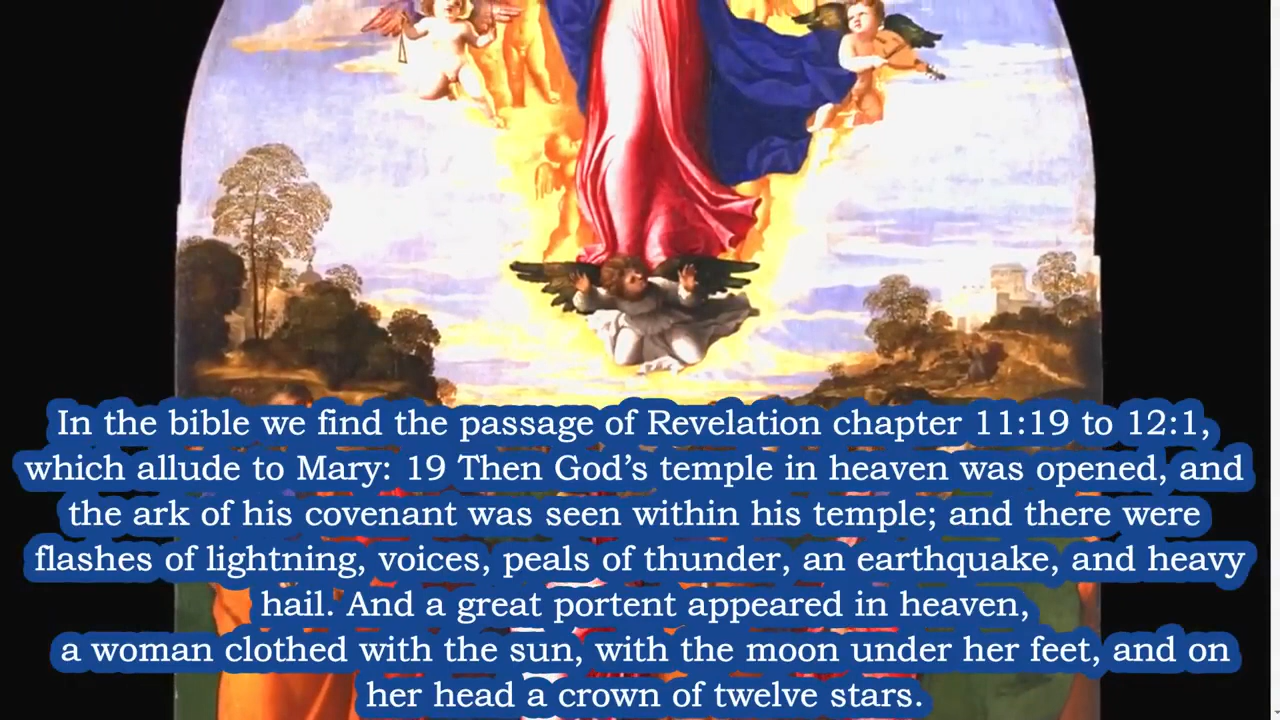 In the bible we find the passage of Revelation chapter 11:19 to 12:1,
which allude to Mary: 19 Then God’s temple in heaven was opened, and
the ark of his covenant was seen within his temple; and there were
flashes of lightning, voices, peals of thunder, an earthquake, and heavy
hail. And a great portent appeared in heaven,
a woman clothed with the sun, with the moon under her feet, and on
her head a crown of twelve stars.